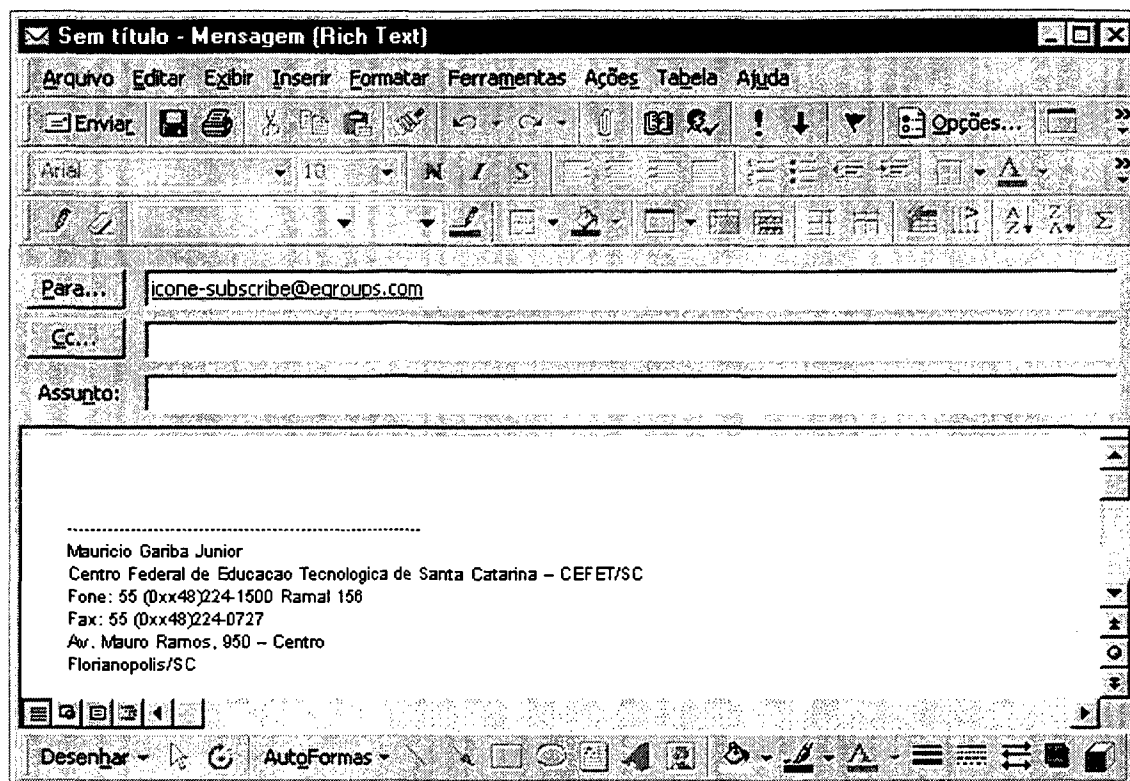 Sem título - Mensagem (Rich Text)
Arquivo Editar Exibir Inserir Formatar Ferramentas Ações Tabela Ajuda
Enviar Opções...
Arial 10 N I S
Para... icone-subscribe@egroups.com
Cc...
Assunto:
Mauricio Gariba Junior
Centro Federal de Educacao Tecnologica de Santa Catarina – CEFET/SC
Fone: 55 (0xx48)224-1500 Ramal 156
Fax: 55 (0xx48)224-0727
Av. Mauro Ramos, 950 – Centro
Florianopolis/SC
Desenhar AutoFormas